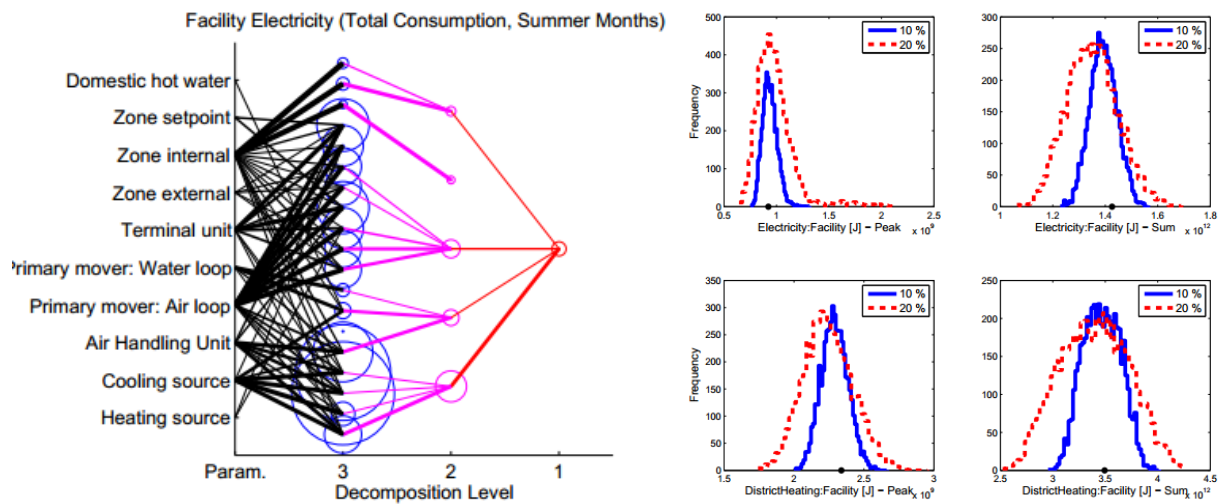 Facility Electricity (Total Consumption, Summer Months)
Domestic hot water
Zone setpoint
Zone internal
Zone external
Terminal unit
Primary mover: Water loop
Primary mover: Air loop
Air Handling Unit
Cooling source
Heating source
Param. 3 2 1
Decomposition Level
500
400
300
200
100
0
Frequency
10 %
20 %
0.5 1 1.5 2 2.5
Electricity:Facility [J] − Peak x 10^9
300
250
200
150
100
50
0
10 %
20 %
1 1.2 1.4 1.6 1.8
Electricity:Facility [J] − Sum x 10^12
350
300
250
200
150
100
50
0
Frequency
10 %
20 %
1.5 2 2.5 3
DistrictHeating:Facility [J] − Peak x 10^9
250
200
150
100
50
0
10 %
20 %
2.5 3 3.5 4 4.5
DistrictHeating:Facility [J] − Sum x 10^12